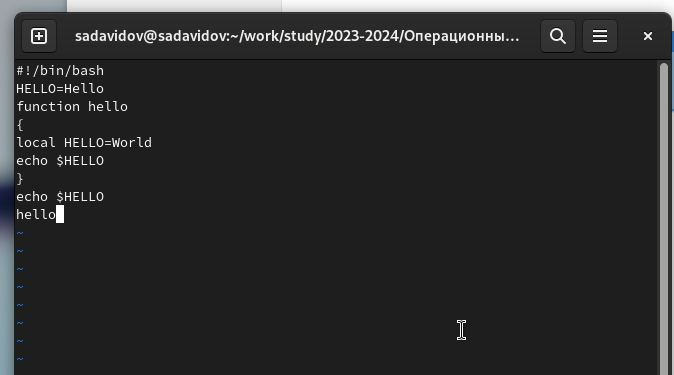 sadavidov@sadavidov:~/work/study/2023-2024/Операционны...
#!/bin/bash
HELLO=Hello
function hello
{
local HELLO=World
echo $HELLO
}
echo $HELLO
hello
~
~
~
~
~
~
~
~